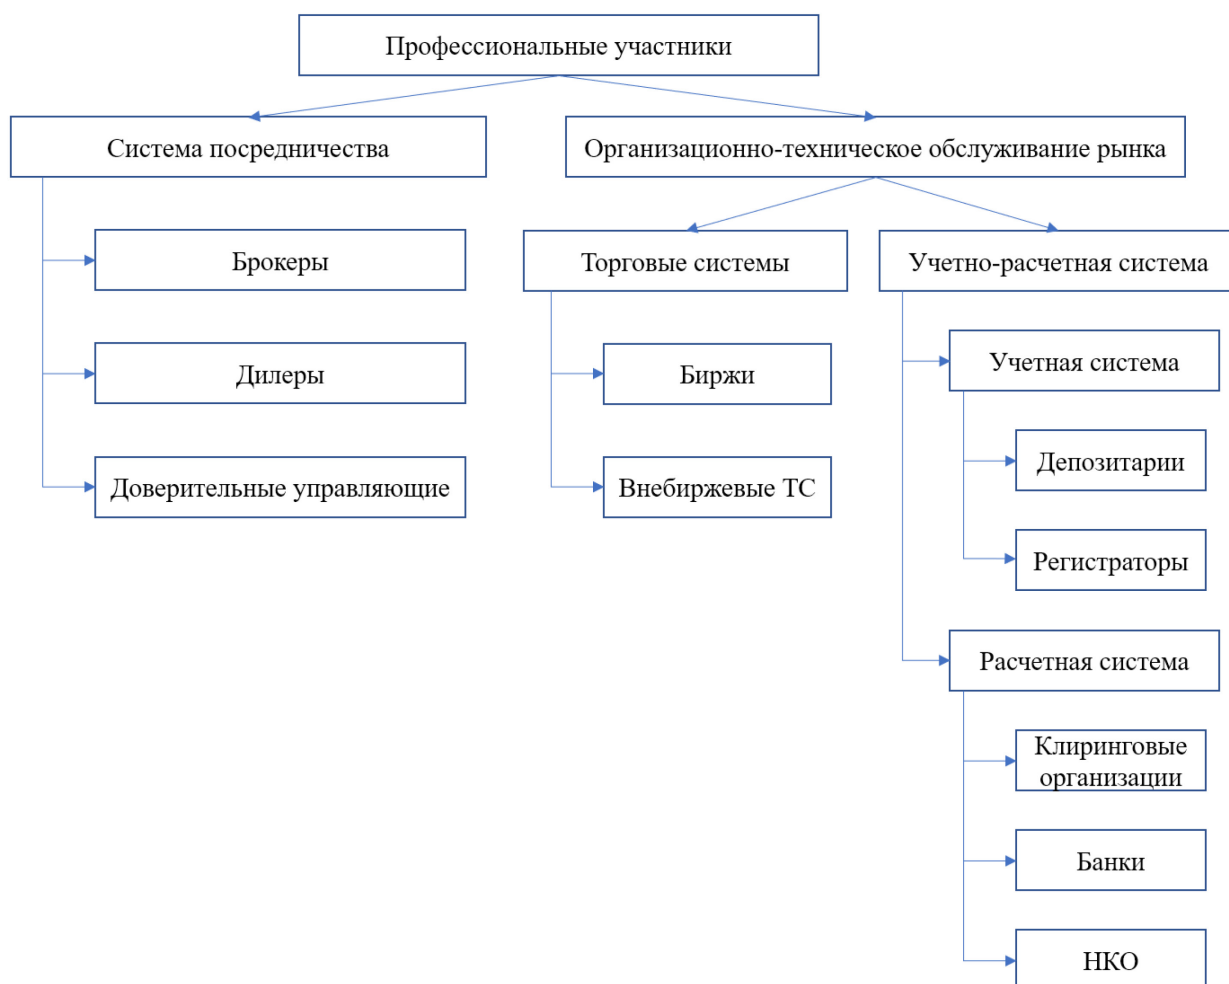 Профессиональные участники
Система посредничества
Организационно-техническое обслуживание рынка
Брокеры
Дилеры
Доверительные управляющие
Торговые системы
Биржи
Внебиржевые ТС
Учетно-расчетная система
Учетная система
Депозитарии
Регистраторы
Расчетная система
Клиринговые
организации
Банки
НКО